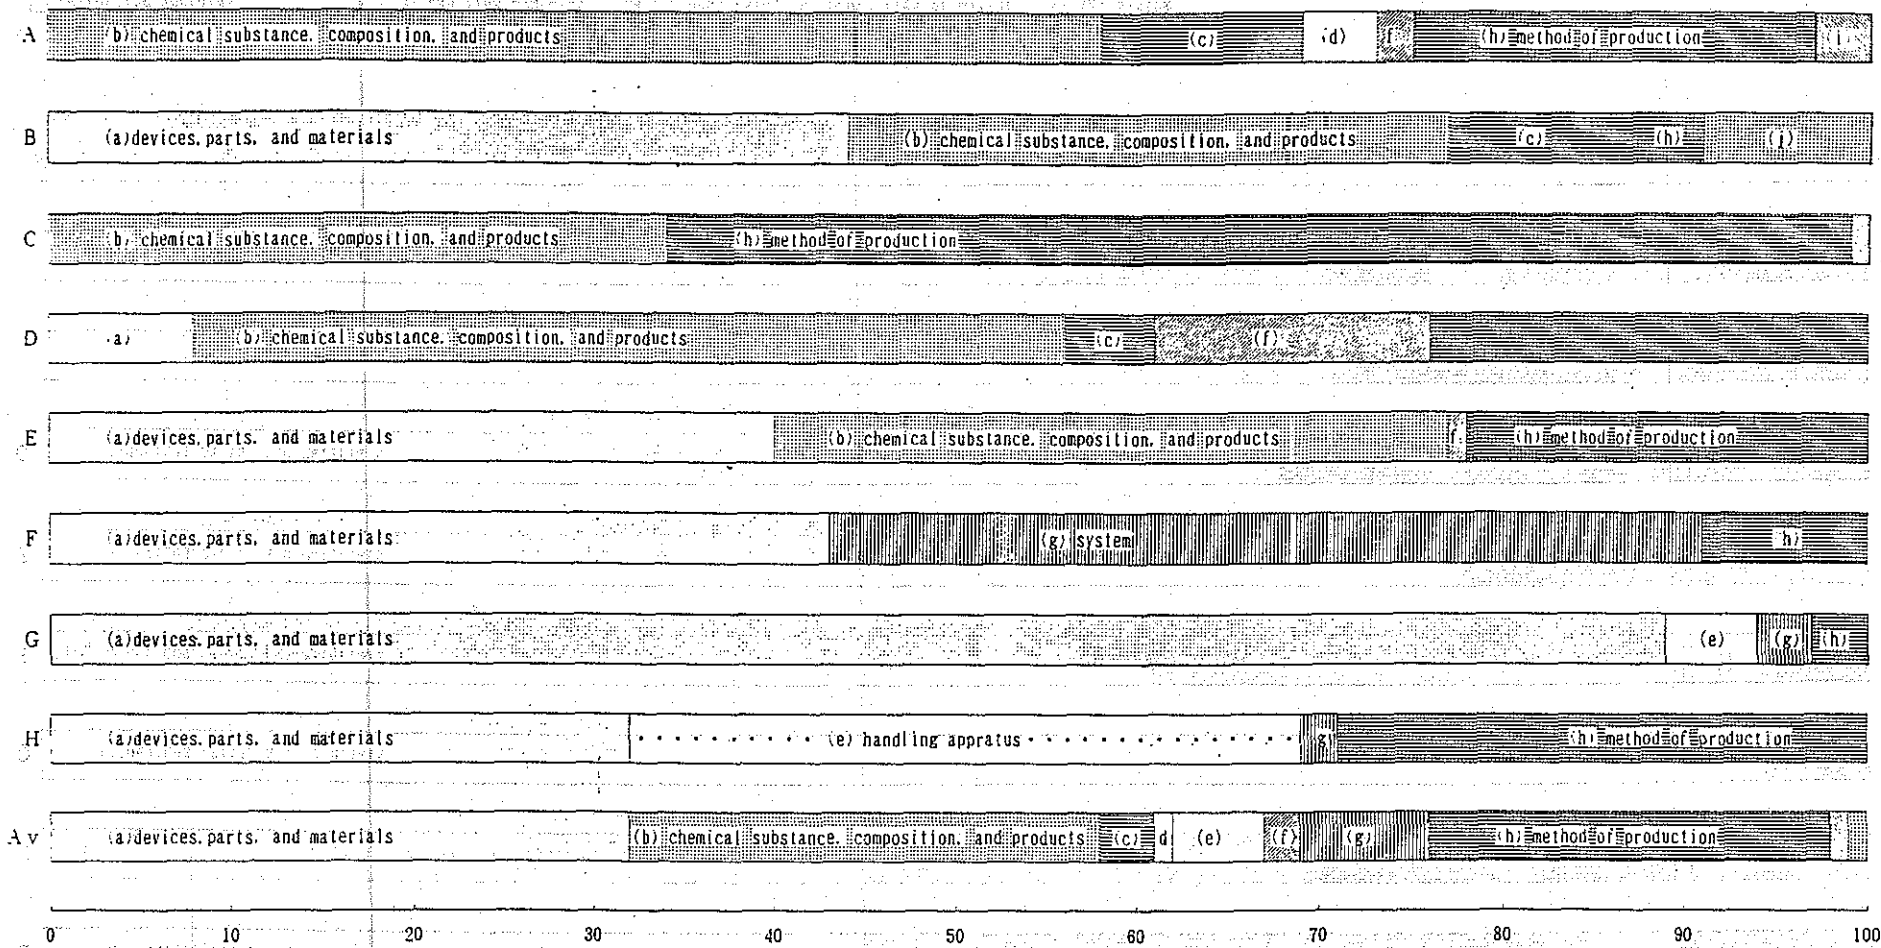 A (b) chemical substance. composition. and products (c) (d) f (h) method of production (i)
B (a)devices.parts. and materials (b) chemical substance. composition. and products (c) (h) (j)
C (b) chemical substance. composition. and products (h) method of production
D (a) (b) chemical substance. composition. and products (c) (f)
E (a)devices.parts. and materials (b) chemical substance. composition. and products f (h) method of production
F (a)devices.parts. and materials (g) system (h)
G (a)devices.parts. and materials (e) (g) (h)
H (a)devices.parts. and materials (e) handling appratus g) (h) method of production
Av (a)devices.parts. and materials (b) chemical substance. composition. and products (c) d (e) (f) (g) (h) method of production
0 10 20 30 40 50 60 70 80 90 100